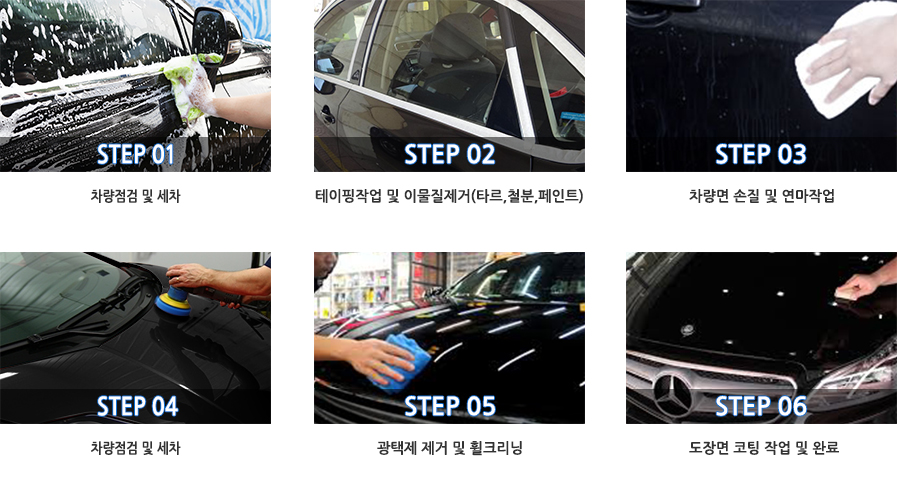 STEP 01
STEP 02
STEP 03
차량점검 및 세차
테이핑작업 및 이물질제거(타르,철분,페인트)
차량면 손질 및 연마작업
STEP 04
STEP 05
STEP 06
차량점검 및 세차
광택제 제거 및 휠크리닝
도장면 코팅 작업 및 완료